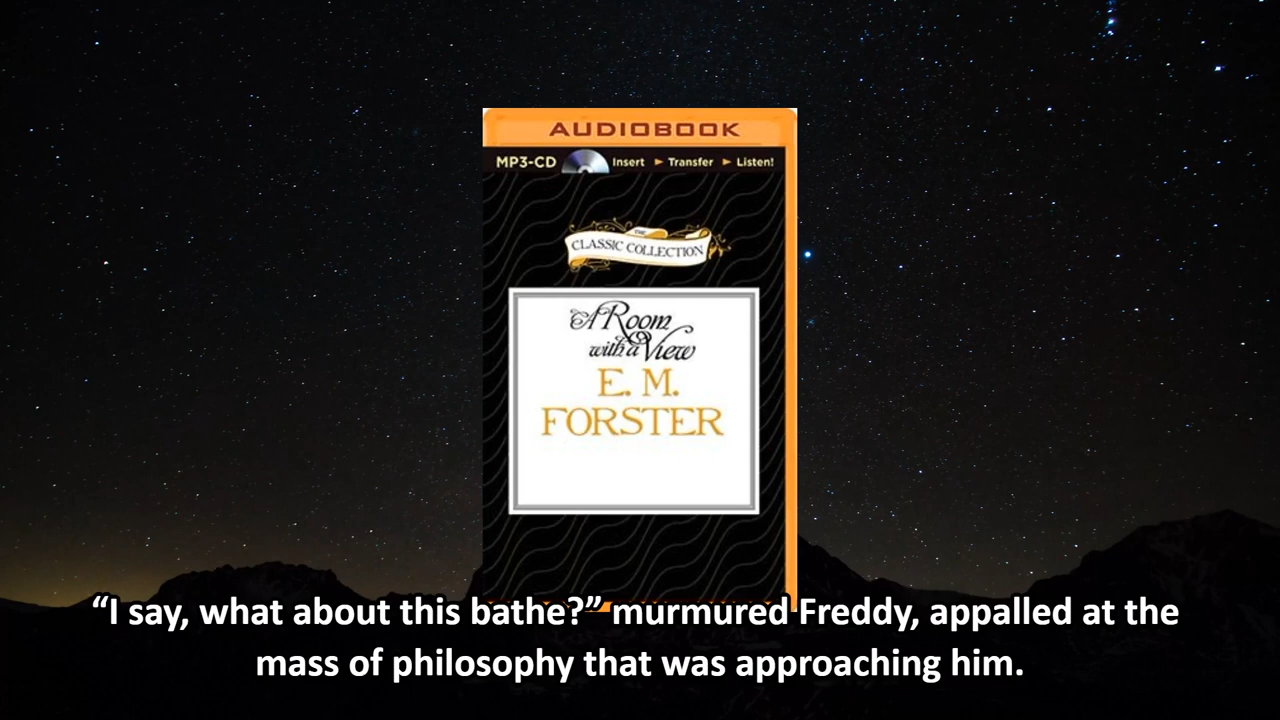 AUDIOBOOK
MP3-CD Insert ► Transfer ► Listen!
THE
CLASSIC COLLECTION
A Room
with a View
E. M.
FORSTER
“I say, what about this bathe?” murmured Freddy, appalled at the
mass of philosophy that was approaching him.